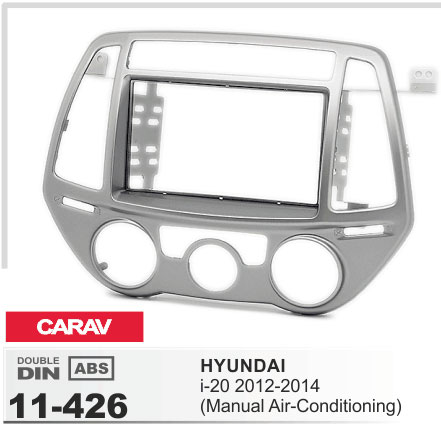 CARAV
DOUBLE
DIN ABS
11-426
HYUNDAI
i-20 2012-2014
(Manual Air-Conditioning)